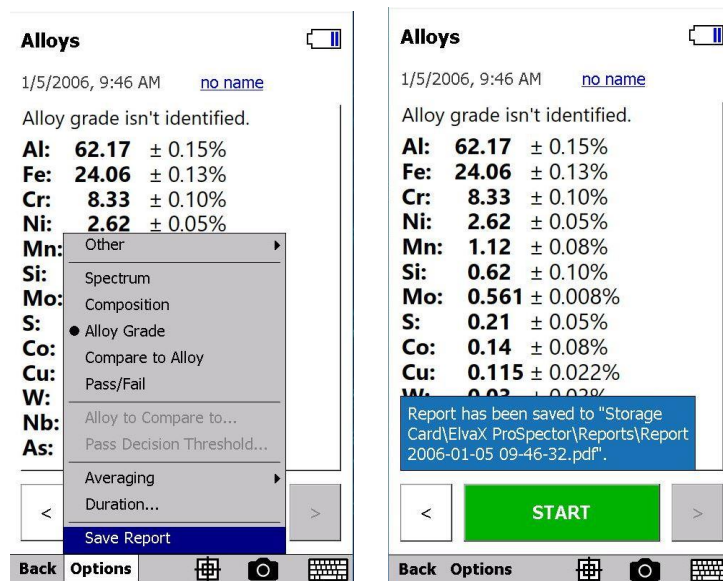 Alloys
1/5/2006, 9:46 AM no name
Alloy grade isn't identified.
Al: 62.17 ± 0.15%
Fe: 24.06 ± 0.13%
Cr: 8.33 ± 0.10%
Ni: 2.62 ± 0.05%
Mn:
Si:
Mo:
S:
Co:
Cu:
W:
Nb:
As:
Other
Spectrum
Composition
Alloy Grade
Compare to Alloy
Pass/Fail
Alloy to Compare to...
Pass Decision Threshold...
Averaging
Duration...
Save Report
< >
Back Options
Alloys
1/5/2006, 9:46 AM no name
Alloy grade isn't identified.
Al: 62.17 ± 0.15%
Fe: 24.06 ± 0.13%
Cr: 8.33 ± 0.10%
Ni: 2.62 ± 0.05%
Mn: 1.12 ± 0.08%
Si: 0.62 ± 0.10%
Mo: 0.561 ± 0.008%
S: 0.21 ± 0.05%
Co: 0.14 ± 0.08%
Cu: 0.115 ± 0.022%
W: 0.03 ± 0.03%
Report has been saved to "Storage
Card\ElvaX ProSpector\Reports\Report
2006-01-05 09-46-32.pdf".
< START >
Back Options